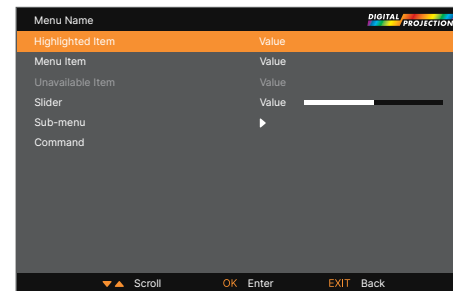 Menu Name DIGITAL PROJECTION
Highlighted Item Value
Menu Item Value
Unavailable Item Value
Slider Value
Sub-menu
Command
Scroll OK Enter EXIT Back